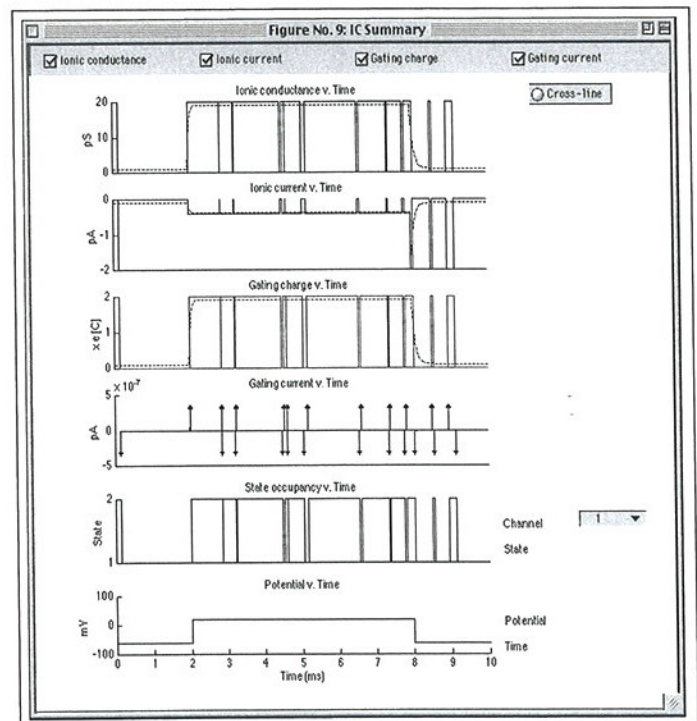 Figure No. 9: IC Summary
Ionic conductance Ionic current Gating charge Gating current
Ionic conductance v. Time
Cross-line
20
10
0
pS
Ionic current v. Time
0
-1
-2
pA
Gating charge v. Time
2
1
0
x e [C]
Gating current v. Time
x 10^-7
5
0
-5
pA
State occupancy v. Time
2
1
State
Channel 1
State
Potential v. Time
100
0
-100
mV
Potential
Time
0 1 2 3 4 5 6 7 8 9 10
Time (ms)